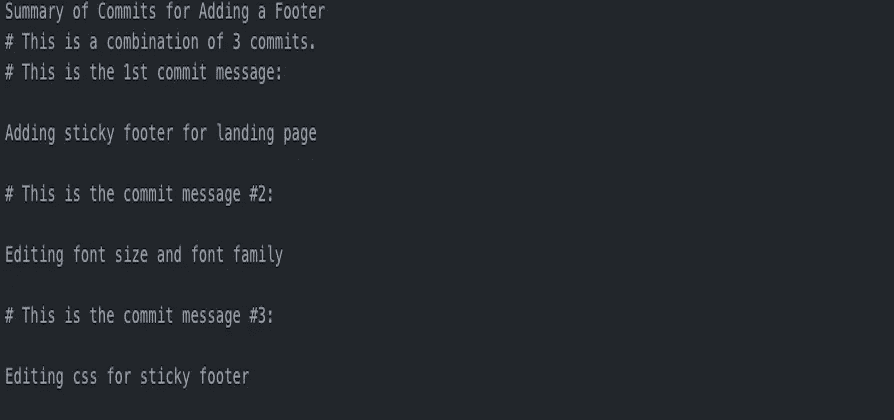 Summary of Commits for Adding a Footer
# This is a combination of 3 commits.
# This is the 1st commit message:
Adding sticky footer for landing page
# This is the commit message #2:
Editing font size and font family
# This is the commit message #3:
Editing css for sticky footer